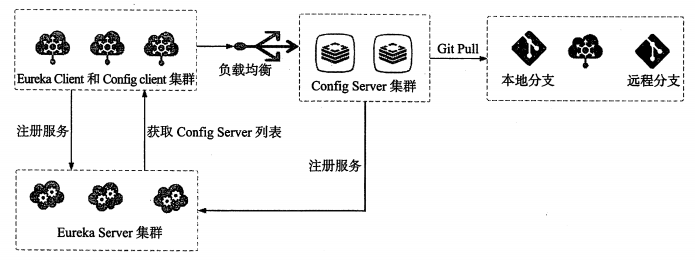 Eureka Client 和 Config client 集群
负载均衡
Config Server 集群
Git Pull
本地分支
远程分支
注册服务
获取 Config Server 列表
注册服务
Eureka Server 集群